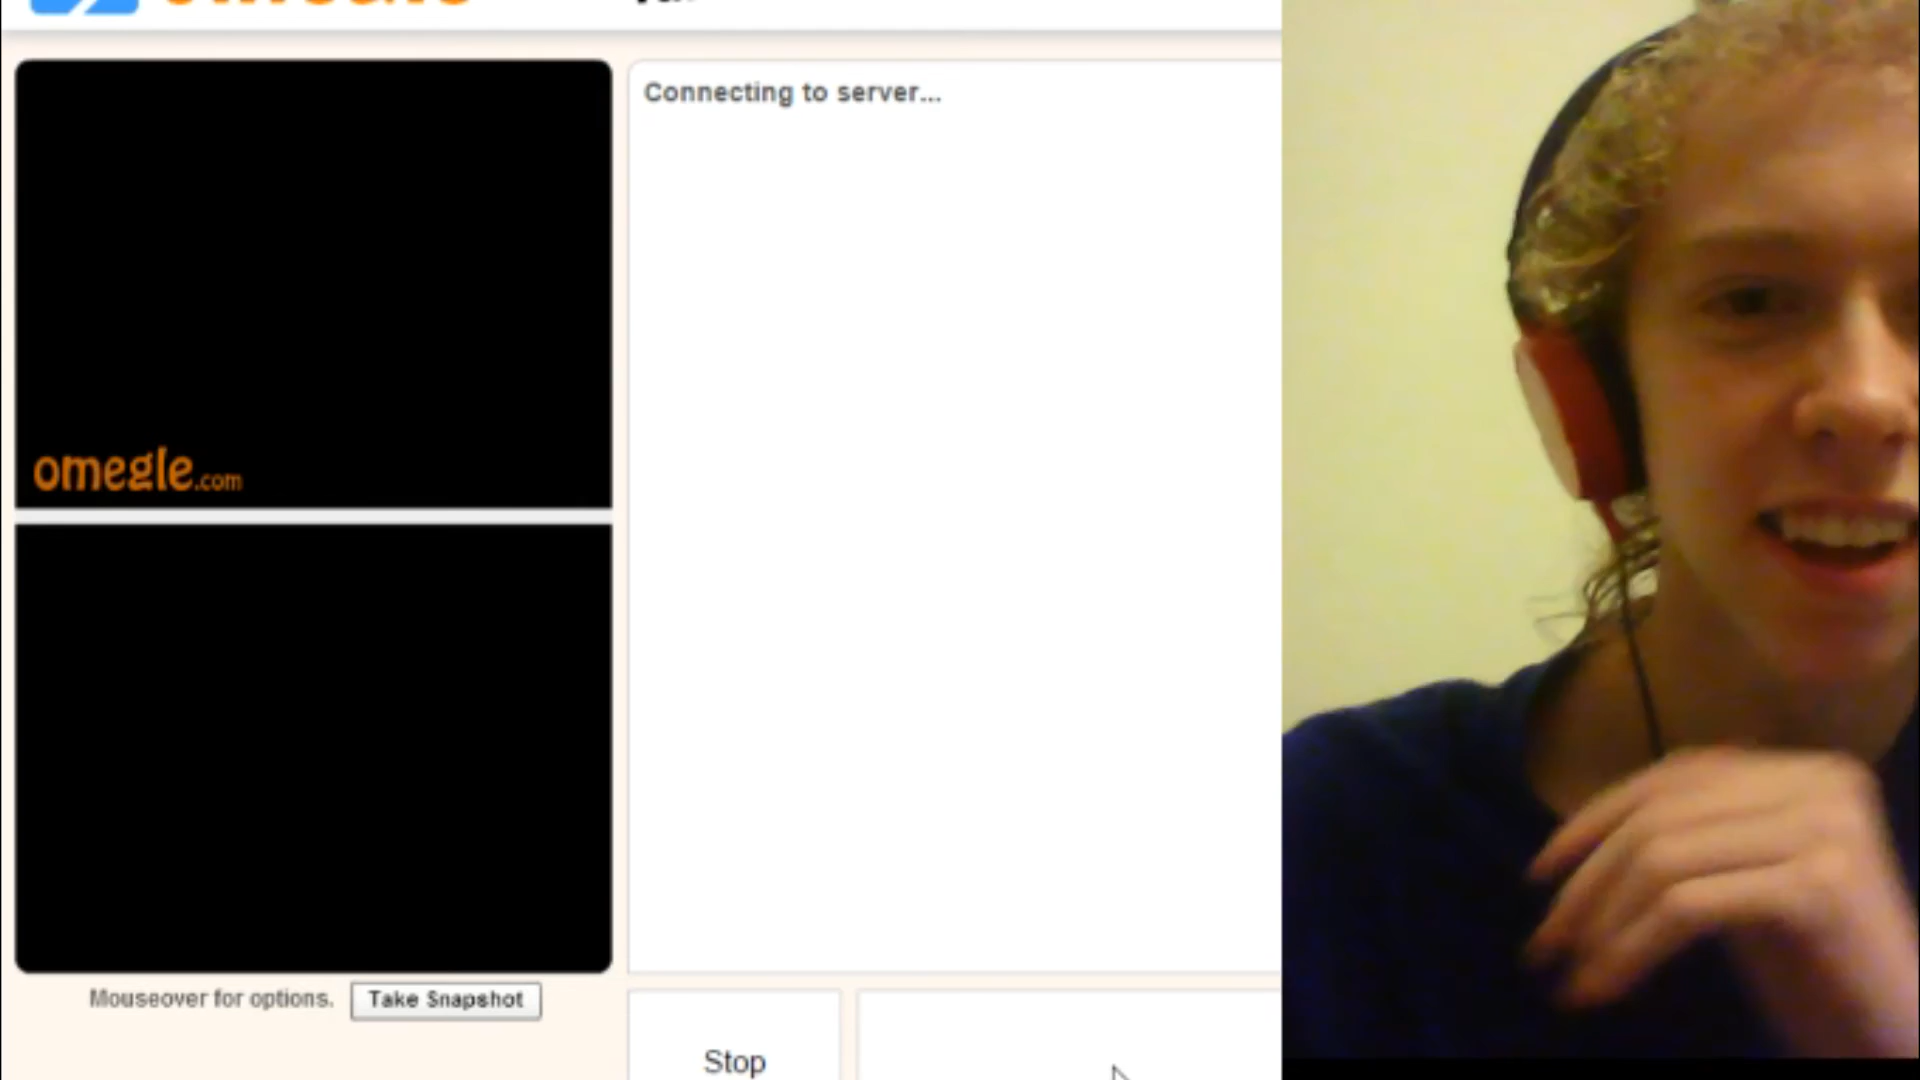 Connecting to server...
omegle.com
Mouseover for options.
Take Snapshot
Stop